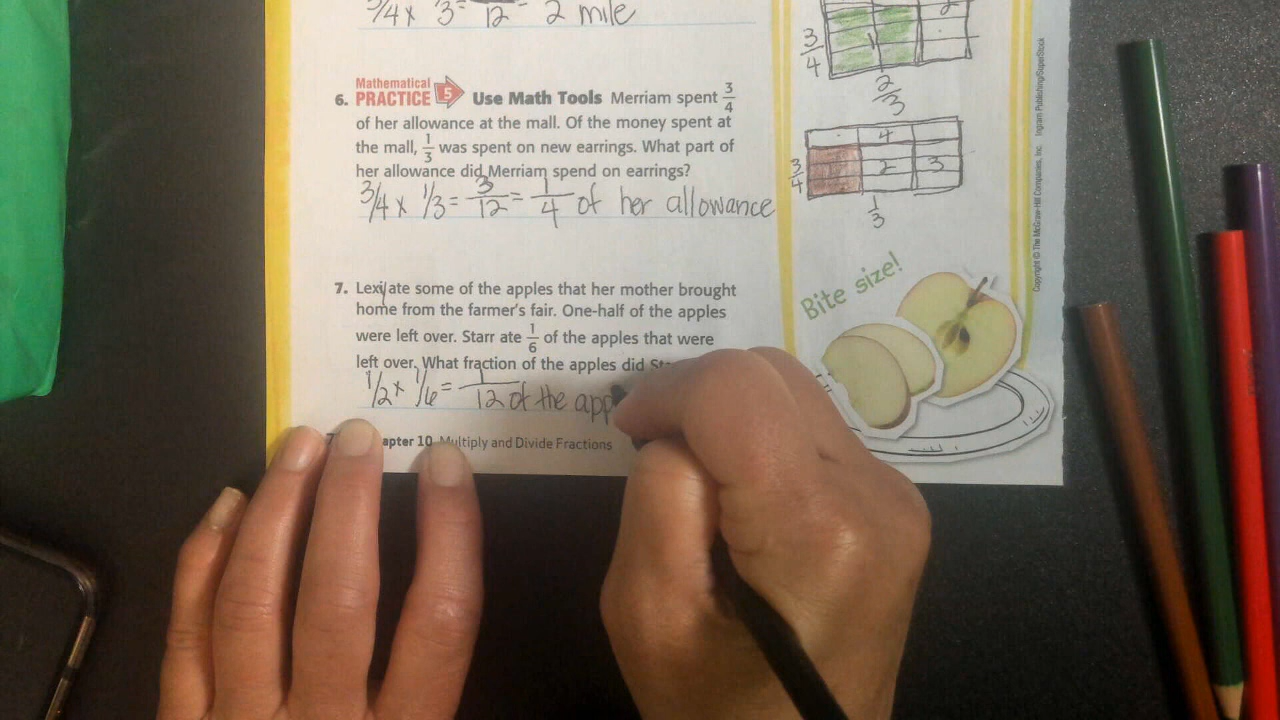 3/4 x 1/3 = 12 = 2 mile
Mathematical
6. PRACTICE 5 Use Math Tools Merriam spent 3/4
of her allowance at the mall. Of the money spent at
the mall, 1/3 was spent on new earrings. What part of
her allowance did Merriam spend on earrings?
3/4 x 1/3 = 3/12 = 1/4 of her allowance
7. Lexi ate some of the apples that her mother brought
home from the farmer's fair. One-half of the apples
were left over. Starr ate 1/6 of the apples that were
left over. What fraction of the apples did
1/2 x 1/6 = 1/12 of the app
apter 10 Multiply and Divide Fractions
2
1
3/4
2/3
4
2 3
3/4
1/3
Bite size!
Copyright © The McGraw-Hill Companies, Inc. Ingram Publishing/SuperStock